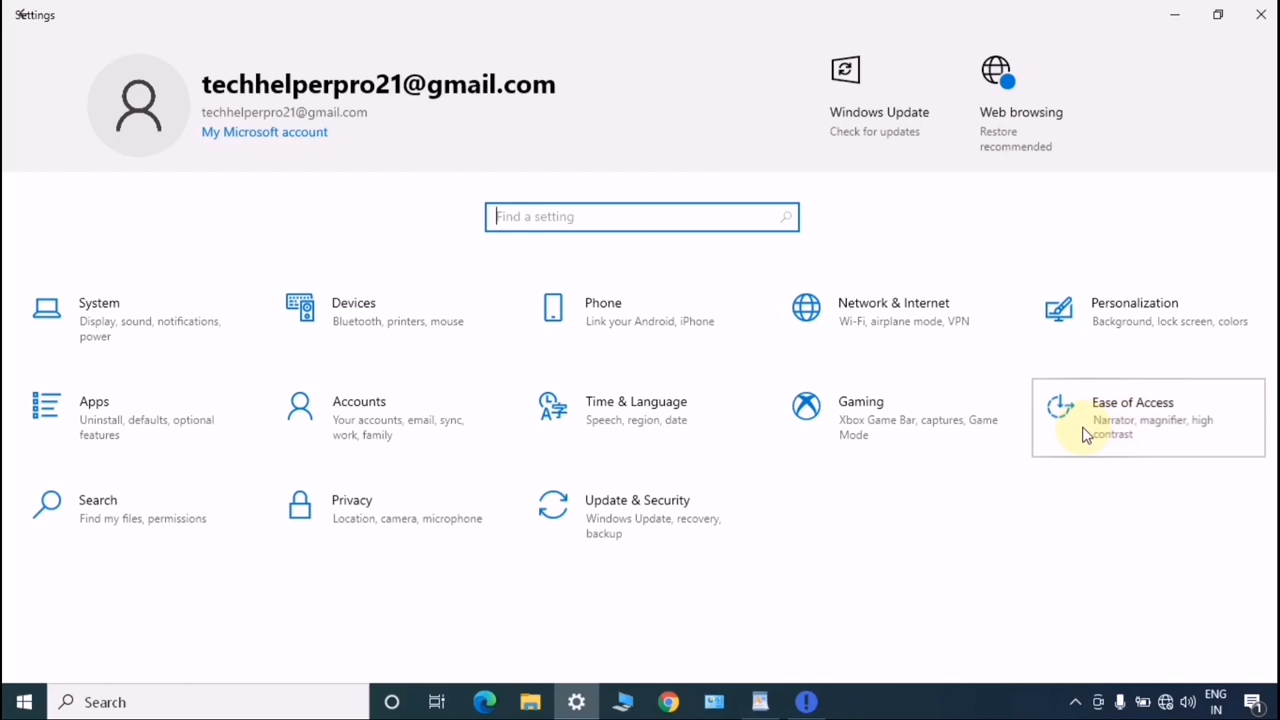 Settings
techhelperpro21@gmail.com
techhelperpro21@gmail.com
My Microsoft account
Windows Update
Check for updates
Web browsing
Restore
recommended
Find a setting
System
Display, sound, notifications,
power
Devices
Bluetooth, printers, mouse
Phone
Link your Android, iPhone
Network & Internet
Wi-Fi, airplane mode, VPN
Personalization
Background, lock screen, colors
Apps
Uninstall, defaults, optional
features
Accounts
Your accounts, email, sync,
work, family
Time & Language
Speech, region, date
Gaming
Xbox Game Bar, captures, Game
Mode
Ease of Access
Narrator, magnifier, high
contrast
Search
Find my files, permissions
Privacy
Location, camera, microphone
Update & Security
Windows Update, recovery,
backup
Search
ENG
IN
1